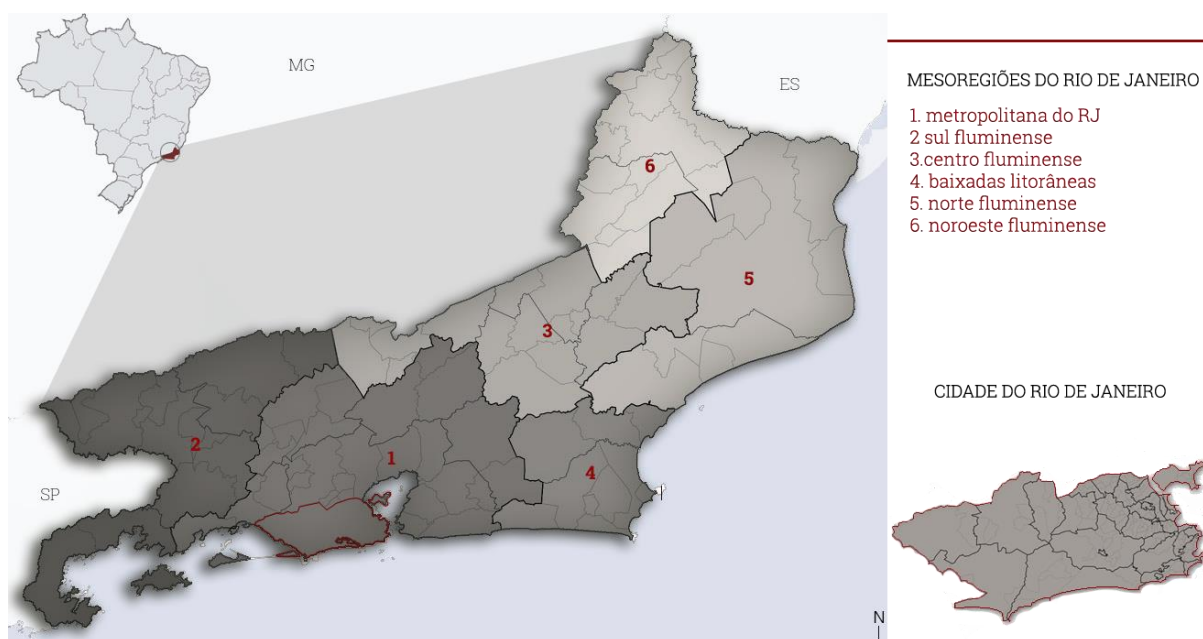 MG
ES
SP
6
5
3
2
1
4
N
MESOREGIÕES DO RIO DE JANEIRO
1. metropolitana do RJ
2 sul fluminense
3.centro fluminense
4. baixadas litorâneas
5. norte fluminense
6. noroeste fluminense
CIDADE DO RIO DE JANEIRO